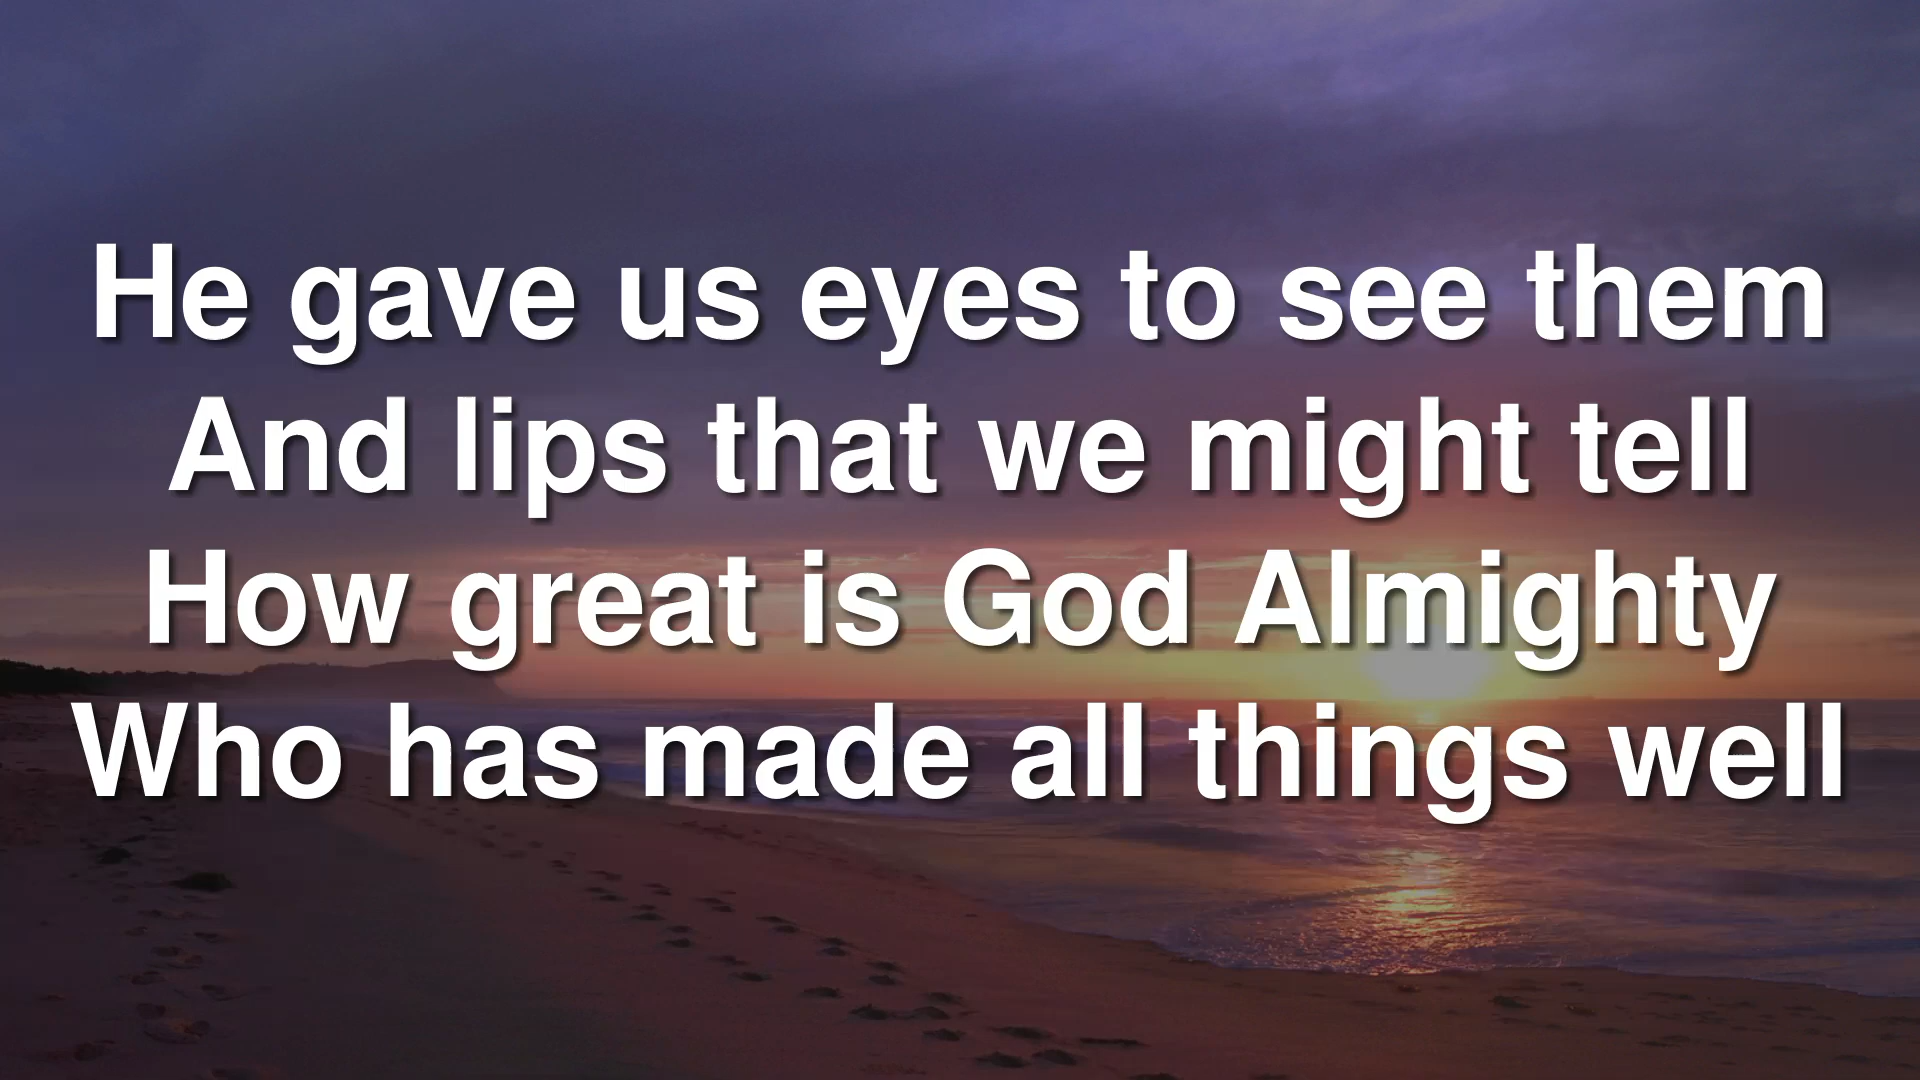 He gave us eyes to see them
And lips that we might tell
How great is God Almighty
Who has made all things well